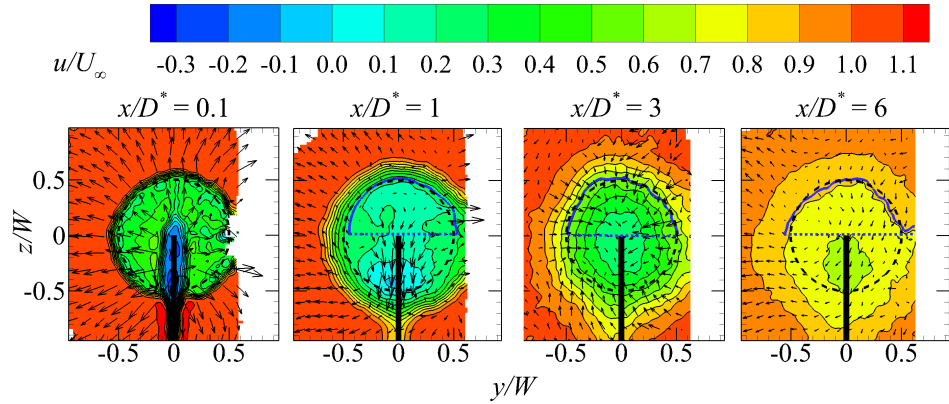 u/U∞ -0.3 -0.2 -0.1 0.0 0.1 0.2 0.3 0.4 0.5 0.6 0.7 0.8 0.9 1.0 1.1
x/D* = 0.1 x/D* = 1 x/D* = 3 x/D* = 6
z/W
0.5
0
-0.5
-0.5 0 0.5 -0.5 0 0.5 -0.5 0 0.5 -0.5 0 0.5
y/W